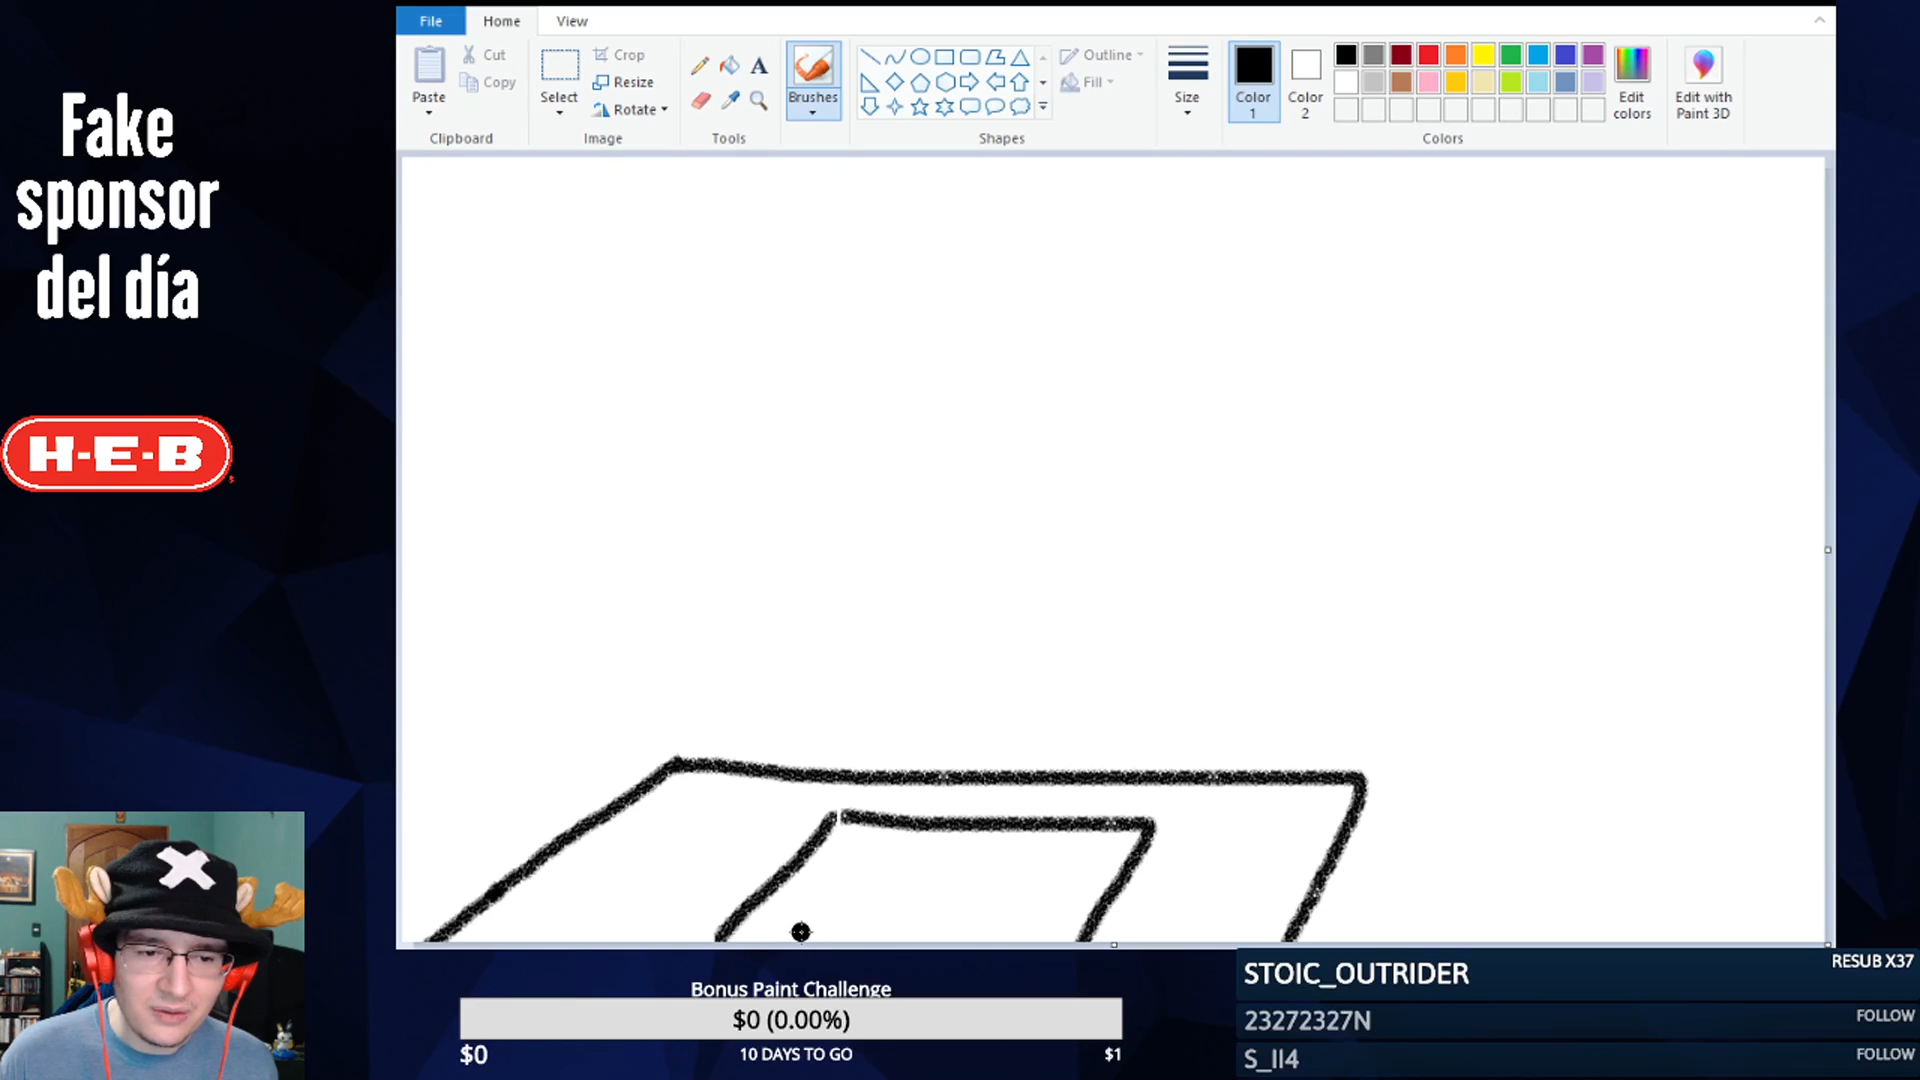 File Home View
Fake
sponsor
del día
H-E-B
Paste
Cut
Copy
Clipboard
Select
Crop
Resize
Rotate
Image
A
Tools
Brushes
Shapes
Outline
Fill
Size
Color
1
Color
2
Colors
Edit
colors
Edit with
Paint 3D
Bonus Paint Challenge
$0 (0.00%)
$0 10 DAYS TO GO $1
STOIC_OUTRIDER RESUB X37
23272327N FOLLOW
S_II4 FOLLOW